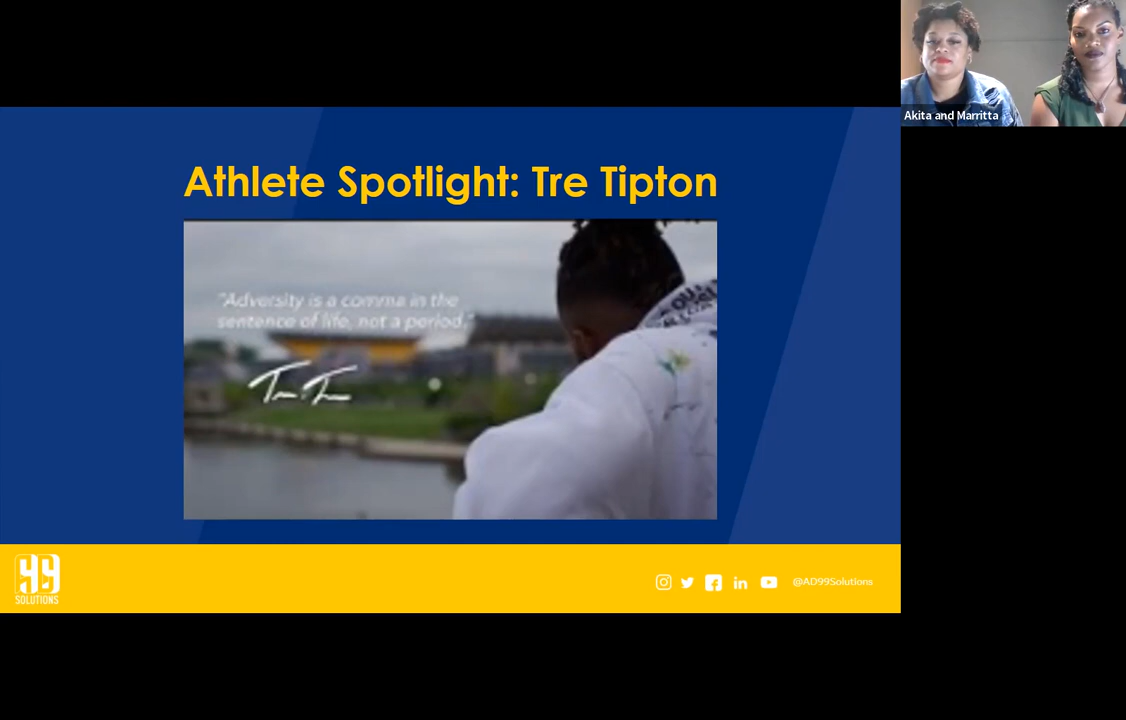 Akita and Marritta
Athlete Spotlight: Tre Tipton
"Adversity is a comma in the
sentence of life, not a period."
99
SOLUTIONS
@AD99Solutions